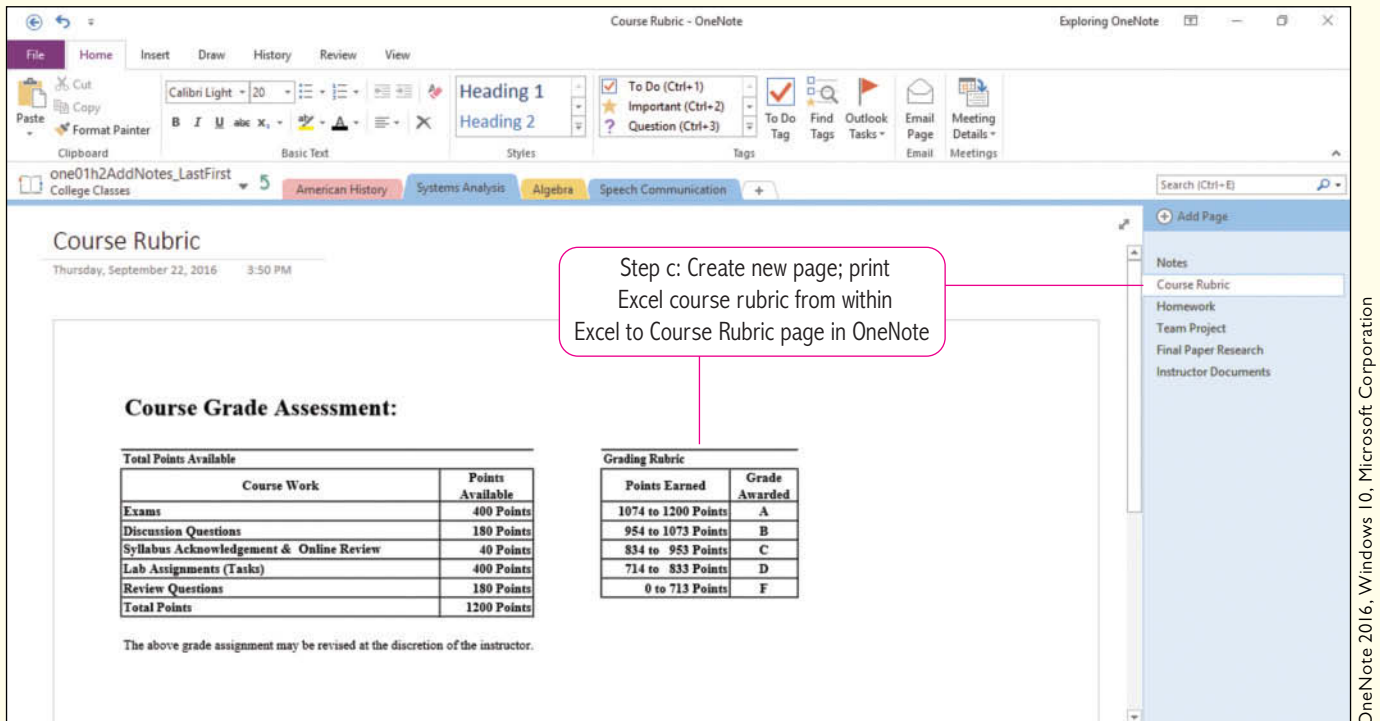 Course Rubric - OneNote
Exploring OneNote
File Home Insert Draw History Review View
Paste
Cut
Copy
Format Painter
Clipboard
Calibri Light 20
B I U abc x₂ aby A
Basic Text
Heading 1
Heading 2
Styles
To Do (Ctrl+1)
Important (Ctrl+2)
? Question (Ctrl+3)
To Do Tag
Find Tags
Outlook Tasks
Tags
Email Page
Email
Meeting Details
Meetings
one01h2AddNotes_LastFirst
College Classes
American History Systems Analysis Algebra Speech Communication +
Search (Ctrl+E)
Course Rubric
Thursday, September 22, 2016 3:50 PM
Step c: Create new page; print
Excel course rubric from within
Excel to Course Rubric page in OneNote
Add Page
Notes
Course Rubric
Homework
Team Project
Final Paper Research
Instructor Documents
Course Grade Assessment:
Total Points Available
Course Work Points Available
Exams 400 Points
Discussion Questions 180 Points
Syllabus Acknowledgement & Online Review 40 Points
Lab Assignments (Tasks) 400 Points
Review Questions 180 Points
Total Points 1200 Points
Grading Rubric
Points Earned Grade Awarded
1074 to 1200 Points A
954 to 1073 Points B
834 to 953 Points C
714 to 833 Points D
0 to 713 Points F
The above grade assignment may be revised at the discretion of the instructor.
OneNote 2016, Windows 10, Microsoft Corporation